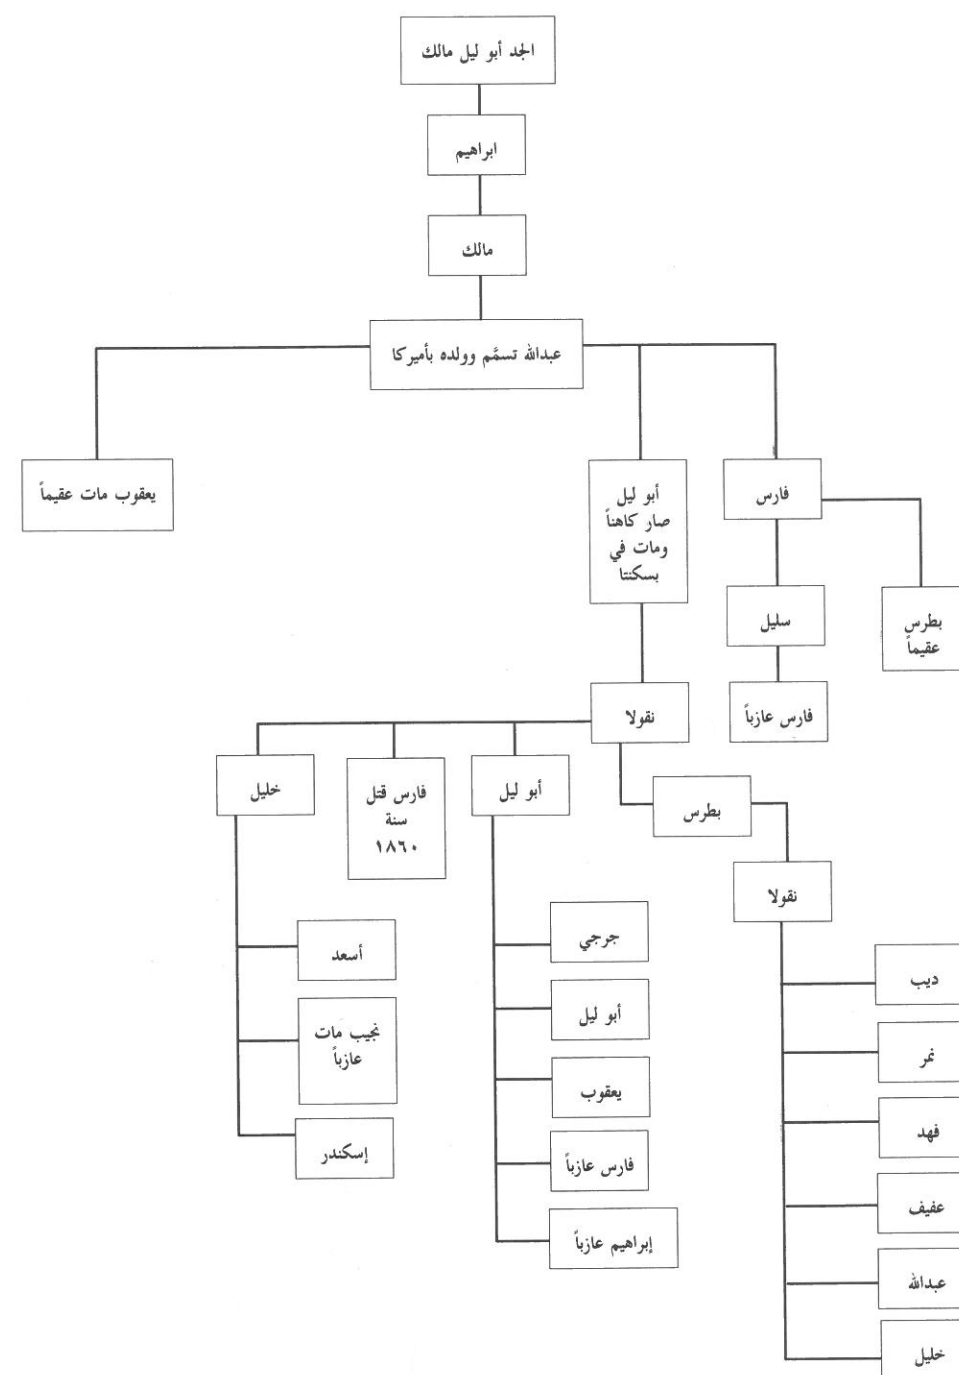 الجد أبو ليل مالك
ابراهيم
مالك
عبدالله تسمَّم وولده بأميركا
فارس
أبو ليل
صار كاهناً
ومات في
بسكنتا
يعقوب مات عقيماً
بطرس
عقيماً
سليل
فارس عازباً
نقولا
بطرس
أبو ليل
فارس قتل
سنة
١٨٦٠
خليل
نقولا
ديب
نمر
فهد
عفيف
عبدالله
خليل
جرجي
أبو ليل
يعقوب
فارس عازباً
إبراهيم عازباً
أسعد
نجيب مات
عازباً
إسكندر